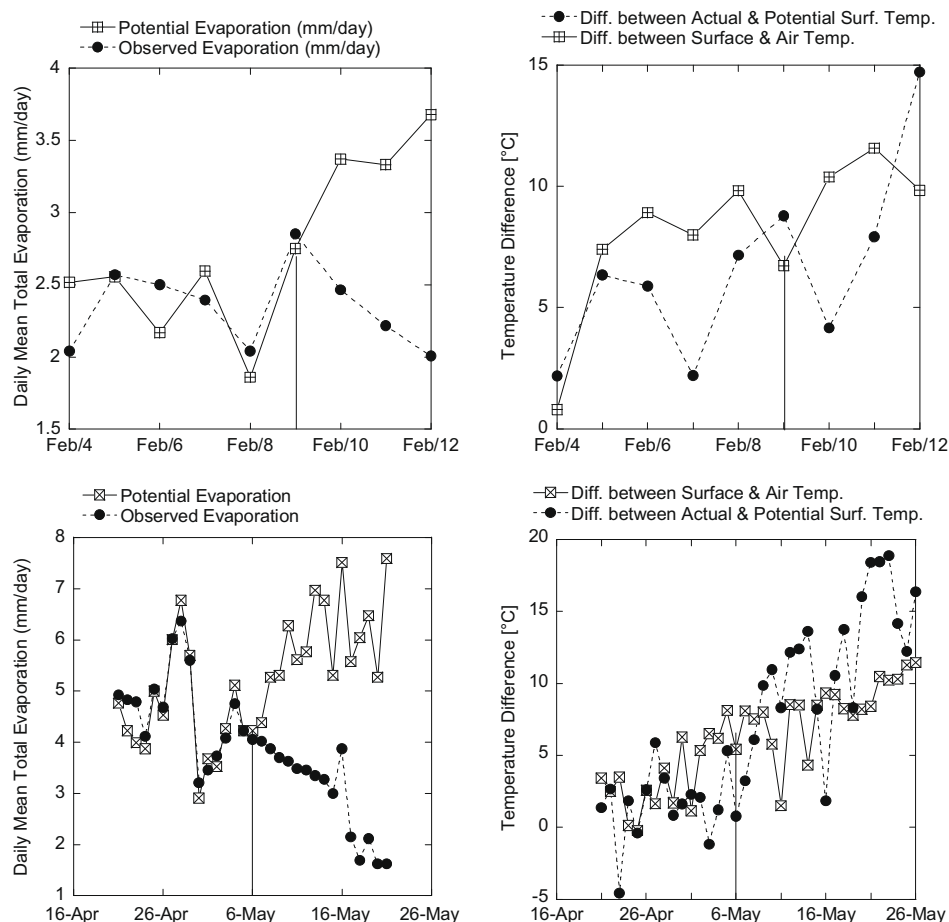 Potential Evaporation (mm/day)
Observed Evaporation (mm/day)
Daily Mean Total Evaporation (mm/day)
4
3.5
3
2.5
2
1.5
Feb/4 Feb/6 Feb/8 Feb/10 Feb/12
Diff. between Actual & Potential Surf. Temp.
Diff. between Surface & Air Temp.
Temperature Difference [°C]
15
10
5
0
Feb/4 Feb/6 Feb/8 Feb/10 Feb/12
Potential Evaporation
Observed Evaporation
Daily Mean Total Evaporation (mm/day)
8
7
6
5
4
3
2
1
16-Apr 26-Apr 6-May 16-May 26-May
Diff. between Surface & Air Temp.
Diff. between Actual & Potential Surf. Temp.
Temperature Difference [°C]
20
15
10
5
0
-5
16-Apr 26-Apr 6-May 16-May 26-May